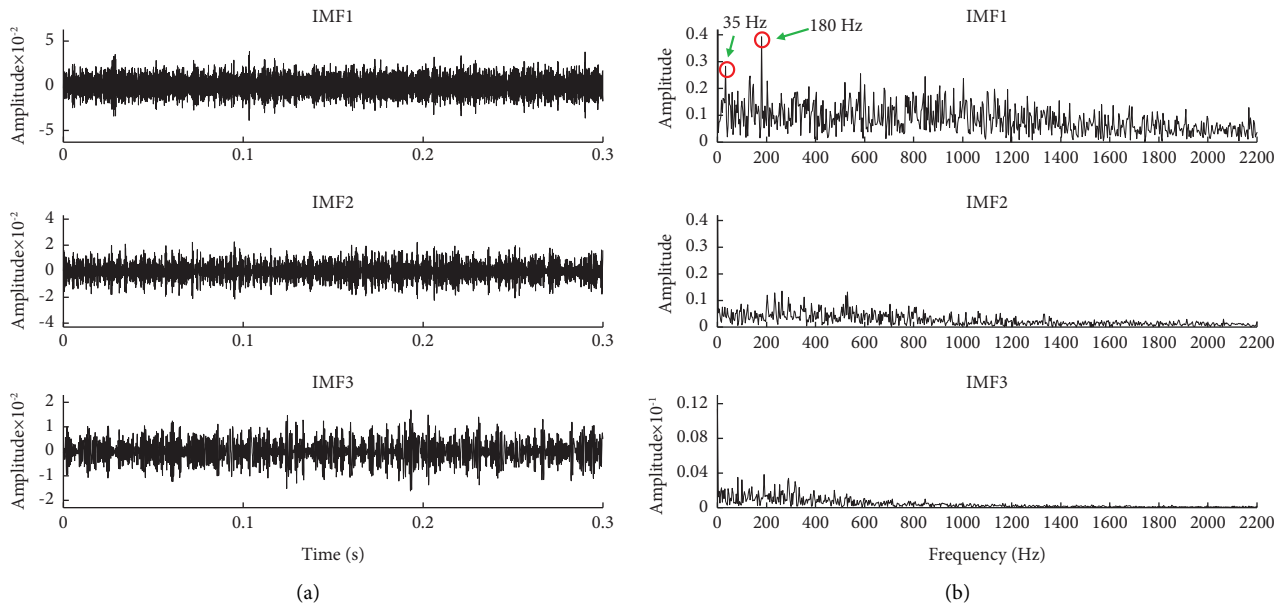 IMF1
Amplitude×10⁻²
5
0
-5
0 0.1 0.2 0.3
IMF2
Amplitude×10⁻²
4
2
0
-2
-4
0 0.1 0.2 0.3
IMF3
Amplitude×10⁻²
2
1
0
-1
-2
0 0.1 0.2 0.3
Time (s)
(a)
IMF1
35 Hz
180 Hz
Amplitude
0.4
0.3
0.2
0.1
0
0 200 400 600 800 1000 1200 1400 1600 1800 2000 2200
IMF2
Amplitude
0.4
0.3
0.2
0.1
0
0 200 400 600 800 1000 1200 1400 1600 1800 2000 2200
IMF3
Amplitude×10⁻¹
0.12
0.08
0.04
0
0 200 400 600 800 1000 1200 1400 1600 1800 2000 2200
Frequency (Hz)
(b)